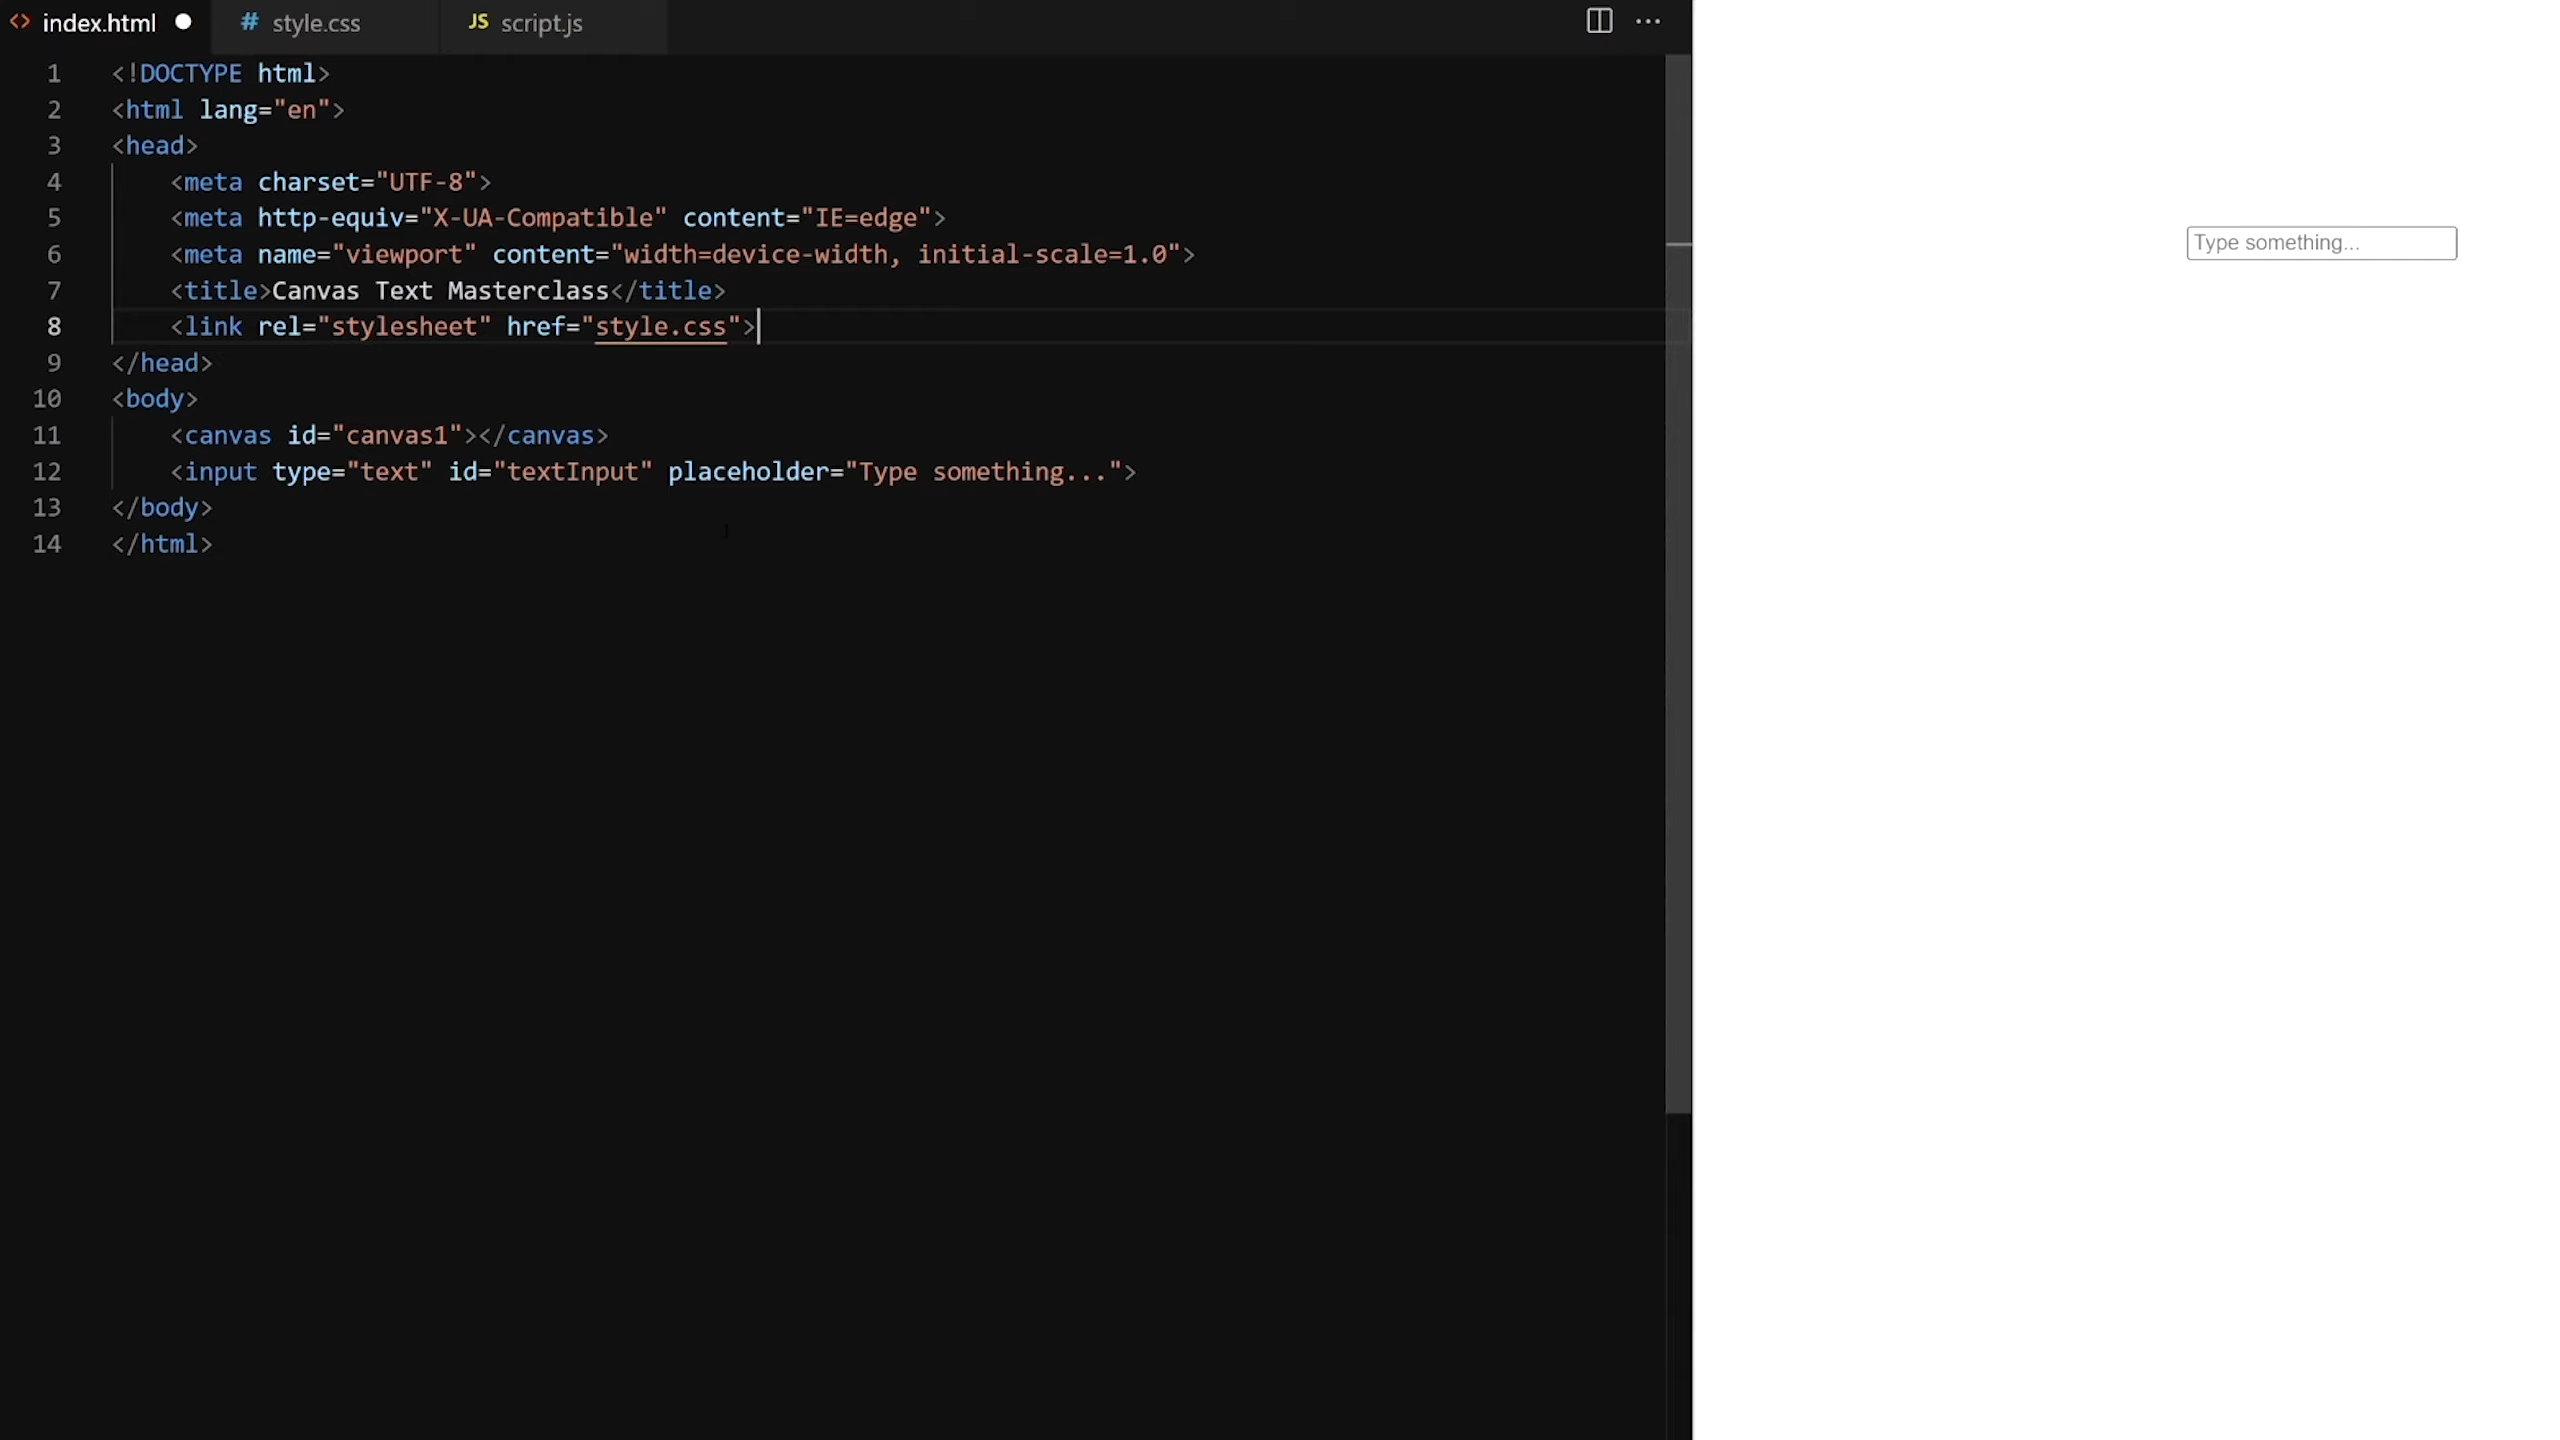 index.html
# style.css
JS script.js
1 <!DOCTYPE html>
2 <html lang="en">
3 <head>
4     <meta charset="UTF-8">
5     <meta http-equiv="X-UA-Compatible" content="IE=edge">
6     <meta name="viewport" content="width=device-width, initial-scale=1.0">
7     <title>Canvas Text Masterclass</title>
8     <link rel="stylesheet" href="style.css">
9 </head>
10 <body>
11     <canvas id="canvas1"></canvas>
12     <input type="text" id="textInput" placeholder="Type something...">
13 </body>
14 </html>
Type something...